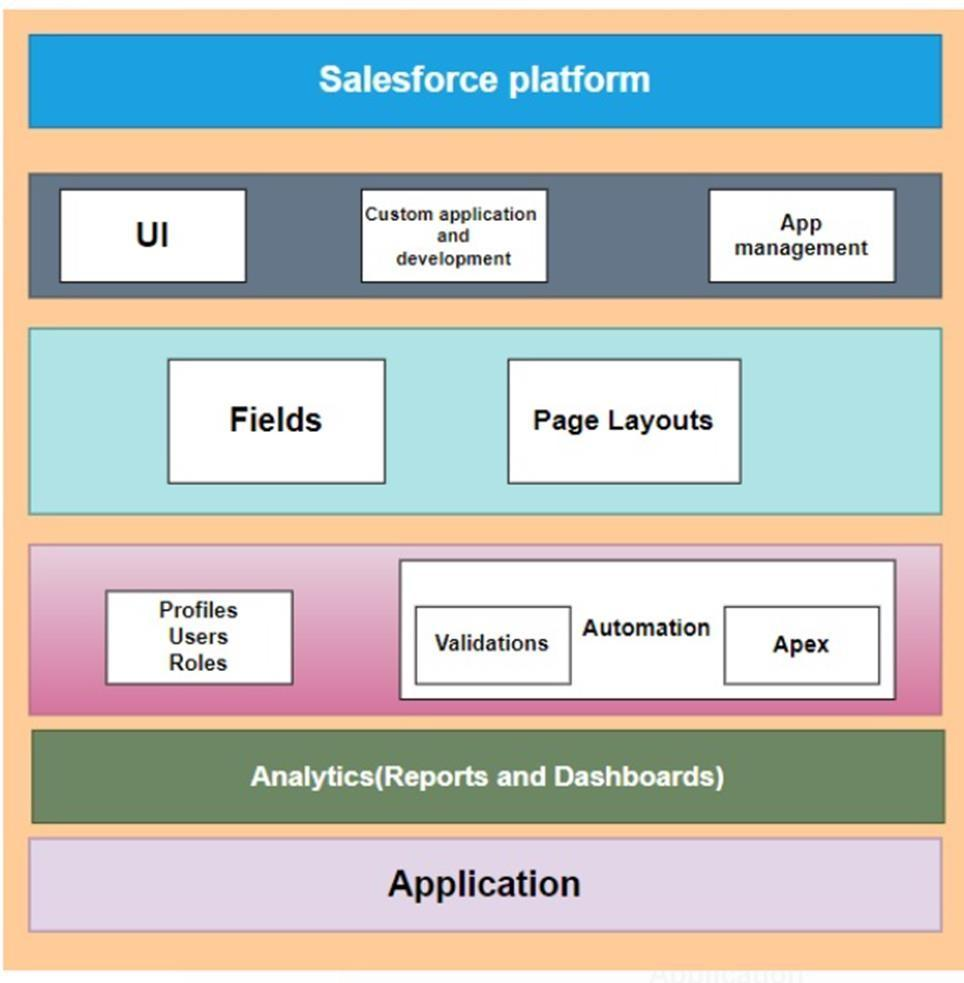 Salesforce platform
UI
Custom application
and
development
App
management
Fields
Page Layouts
Profiles
Users
Roles
Validations
Automation
Apex
Analytics(Reports and Dashboards)
Application
Application